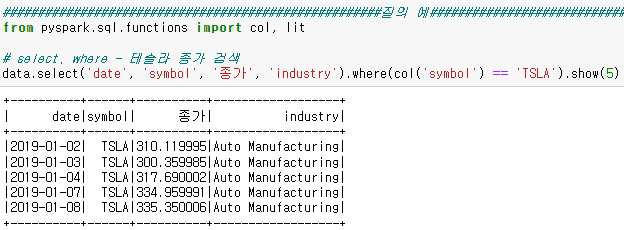 ######################################################질의 예############################
from pyspark.sql.functions import col, lit
# select, where - 테슬라 종가 검색
data.select('date', 'symbol', '종가', 'industry').where(col('symbol') == 'TSLA').show(5)
+----------+------+----------+------------------+
|      date|symbol|      종가|          industry|
+----------+------+----------+------------------+
|2019-01-02|  TSLA|310.119995|Auto Manufacturing|
|2019-01-03|  TSLA|300.359985|Auto Manufacturing|
|2019-01-04|  TSLA|317.690002|Auto Manufacturing|
|2019-01-07|  TSLA|334.959991|Auto Manufacturing|
|2019-01-08|  TSLA|335.350006|Auto Manufacturing|
+----------+------+----------+------------------+